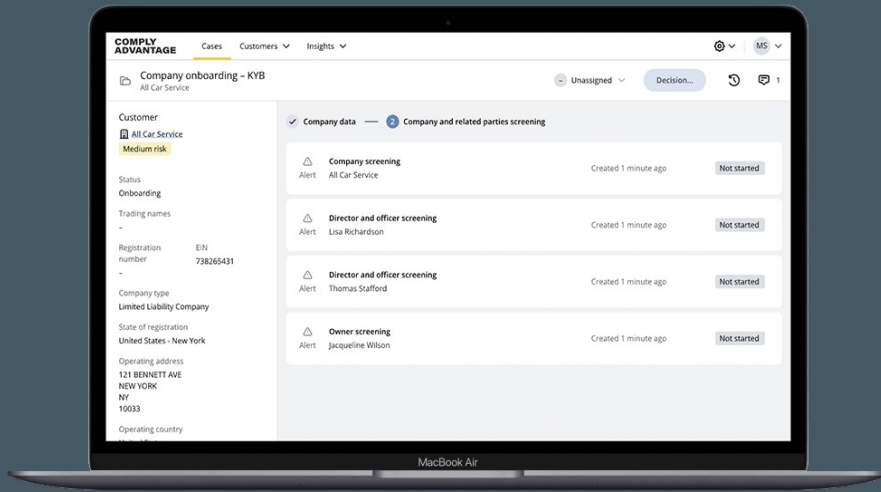 COMPLY
ADVANTAGE
Cases
Customers
Insights
MS
Company onboarding – KYB
All Car Service
Unassigned
Decision...
1
Customer
All Car Service
Medium risk
Status
Onboarding
Trading names
-
Registration
number
-
EIN
738265431
Company type
Limited Liability Company
State of registration
United States - New York
Operating address
121 BENNETT AVE
NEW YORK
NY
10033
Operating country
Company data
2 Company and related parties screening
Company screening
Alert
All Car Service
Created 1 minute ago
Not started
Director and officer screening
Alert
Lisa Richardson
Created 1 minute ago
Not started
Director and officer screening
Alert
Thomas Stafford
Created 1 minute ago
Not started
Owner screening
Alert
Jacqueline Wilson
Created 1 minute ago
Not started
MacBook Air